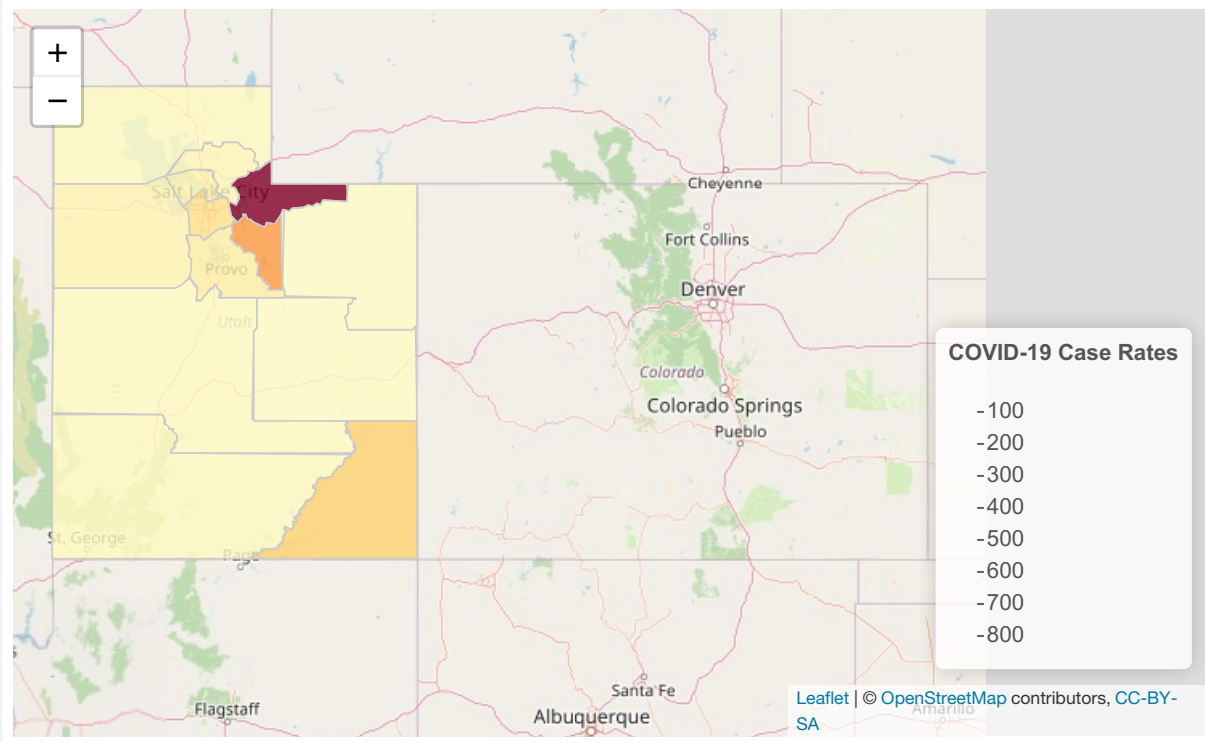 +
−
Salt Lake City
Cheyenne
Fort Collins
Provo
Denver
Utah
COVID-19 Case Rates
Colorado
-100
Colorado Springs
Pueblo
-200
-300
-400
-500
-600
-700
-800
St. George
Page
Santa Fe
Flagstaff
Albuquerque
Amarillo
Leaflet | © OpenStreetMap contributors, CC-BY-
SA